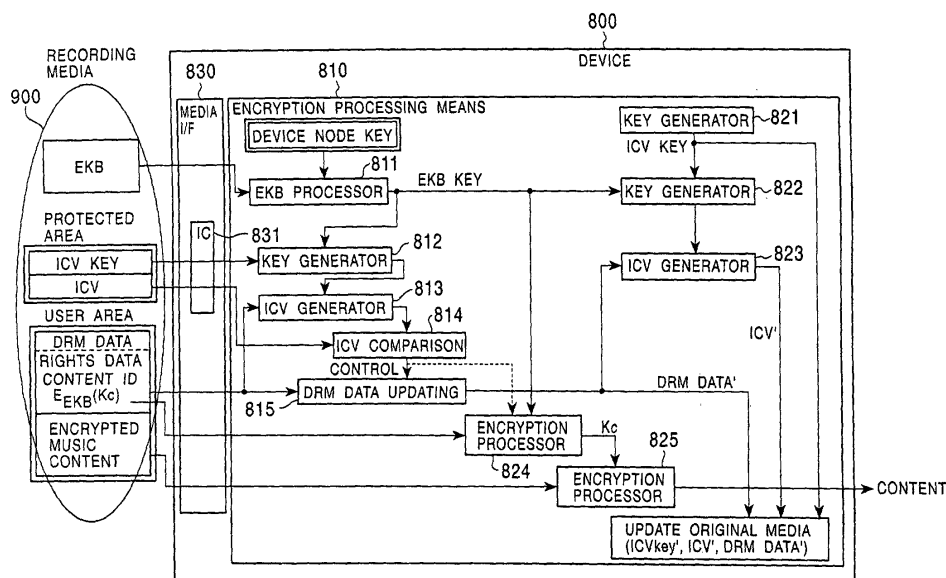 800
DEVICE
RECORDING
MEDIA
900
830
MEDIA
I/F
810
ENCRYPTION PROCESSING MEANS
DEVICE NODE KEY
811
KEY GENERATOR
821
ICV KEY
EKB
EKB PROCESSOR
EKB KEY
KEY GENERATOR
822
PROTECTED
AREA
IC
831
ICV KEY
KEY GENERATOR
812
ICV GENERATOR
823
ICV
ICV GENERATOR
813
USER AREA
814
ICV COMPARISON
ICV'
DRM DATA
RIGHTS DATA
CONTENT ID
EEKB(Kc)
CONTROL
DRM DATA UPDATING
815
DRM DATA'
ENCRYPTED
MUSIC
CONTENT
ENCRYPTION
PROCESSOR
824
Kc
825
ENCRYPTION
PROCESSOR
CONTENT
UPDATE ORIGINAL MEDIA
(ICVkey', ICV', DRM DATA')